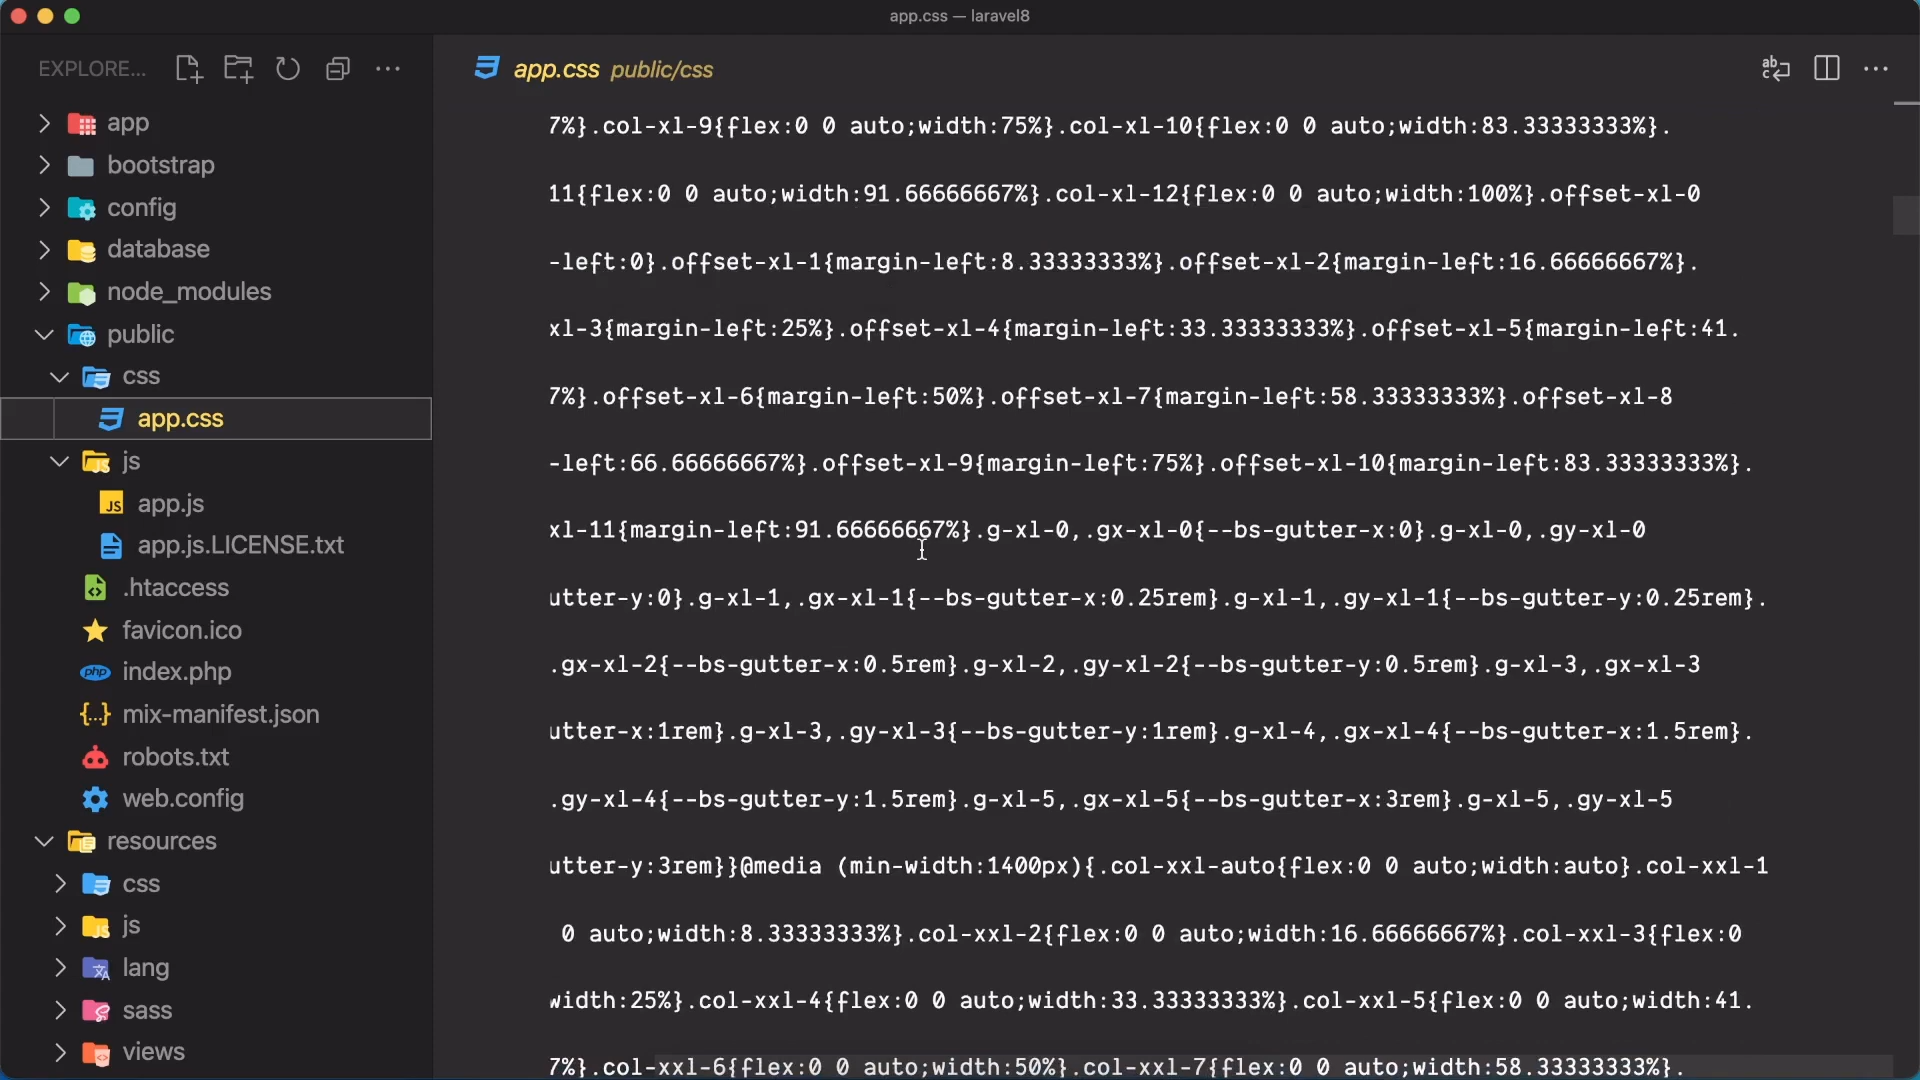 app.css — laravel8
EXPLORE...
app.css public/css
app
bootstrap
config
database
node_modules
public
css
app.css
js
app.js
app.js.LICENSE.txt
.htaccess
favicon.ico
index.php
mix-manifest.json
robots.txt
web.config
resources
css
js
lang
sass
views
7%}.col-xl-9{flex:0 0 auto;width:75%}.col-xl-10{flex:0 0 auto;width:83.33333333%}.
11{flex:0 0 auto;width:91.66666667%}.col-xl-12{flex:0 0 auto;width:100%}.offset-xl-0
-left:0}.offset-xl-1{margin-left:8.33333333%}.offset-xl-2{margin-left:16.66666667%}.
xl-3{margin-left:25%}.offset-xl-4{margin-left:33.33333333%}.offset-xl-5{margin-left:41.
7%}.offset-xl-6{margin-left:50%}.offset-xl-7{margin-left:58.33333333%}.offset-xl-8
-left:66.66666667%}.offset-xl-9{margin-left:75%}.offset-xl-10{margin-left:83.33333333%}.
xl-11{margin-left:91.66666667%}.g-xl-0,.gx-xl-0{--bs-gutter-x:0}.g-xl-0,.gy-xl-0
utter-y:0}.g-xl-1,.gx-xl-1{--bs-gutter-x:0.25rem}.g-xl-1,.gy-xl-1{--bs-gutter-y:0.25rem}.
.gx-xl-2{--bs-gutter-x:0.5rem}.g-xl-2,.gy-xl-2{--bs-gutter-y:0.5rem}.g-xl-3,.gx-xl-3
utter-x:1rem}.g-xl-3,.gy-xl-3{--bs-gutter-y:1rem}.g-xl-4,.gx-xl-4{--bs-gutter-x:1.5rem}.
.gy-xl-4{--bs-gutter-y:1.5rem}.g-xl-5,.gx-xl-5{--bs-gutter-x:3rem}.g-xl-5,.gy-xl-5
utter-y:3rem}}@media (min-width:1400px){.col-xxl-auto{flex:0 0 auto;width:auto}.col-xxl-1
0 auto;width:8.33333333%}.col-xxl-2{flex:0 0 auto;width:16.66666667%}.col-xxl-3{flex:0
width:25%}.col-xxl-4{flex:0 0 auto;width:33.33333333%}.col-xxl-5{flex:0 0 auto;width:41.
7%}.col-xxl-6{flex:0 0 auto;width:50%}.col-xxl-7{flex:0 0 auto;width:58.33333333%}.